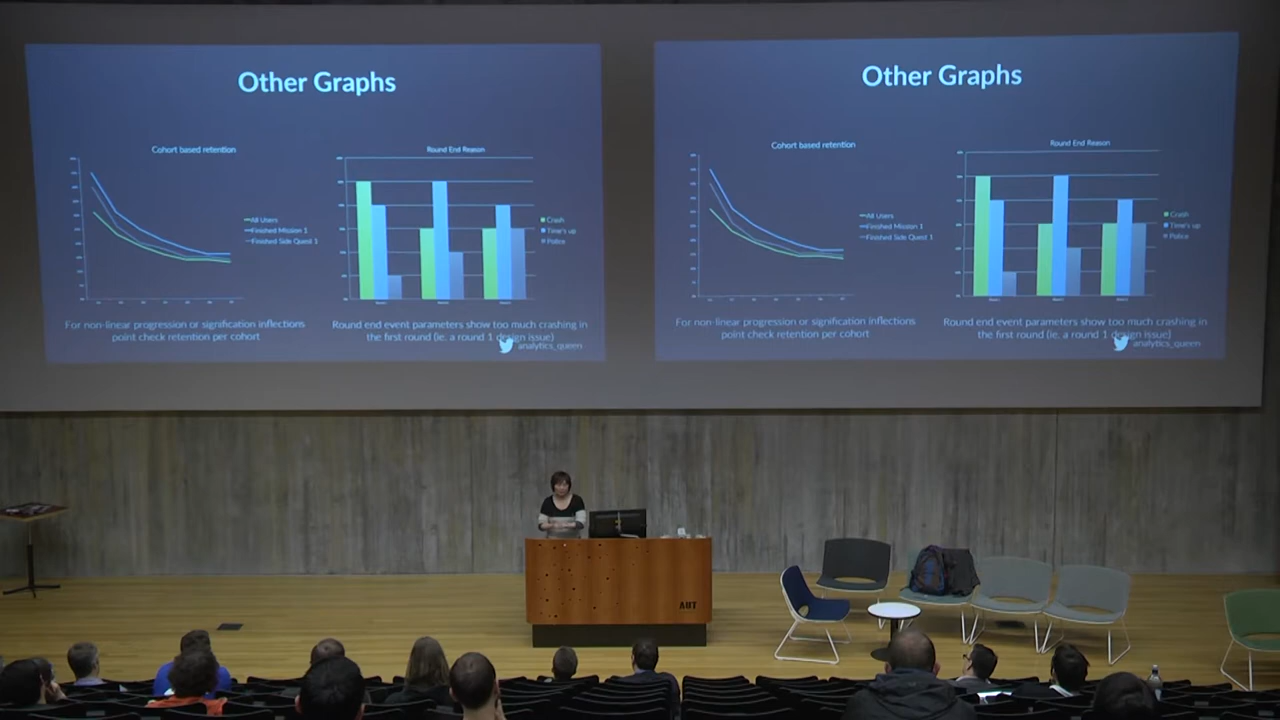 Other Graphs
Cohort based retention
All Users
Finished Mission 1
Finished Side Quest 1
For non-linear progression or signification inflections
point check retention per cohort
Round End Reason
Crash
Time's up
Police
Round end event parameters show too much crashing in
the first round (ie. a round 1 design issue)
analytics_queen
Other Graphs
Cohort based retention
All Users
Finished Mission 1
Finished Side Quest 1
For non-linear progression or signification inflections
point check retention per cohort
Round End Reason
Crash
Time's up
Police
Round end event parameters show too much crashing in
the first round (ie. a round 1 design issue)
analytics_queen
AUT